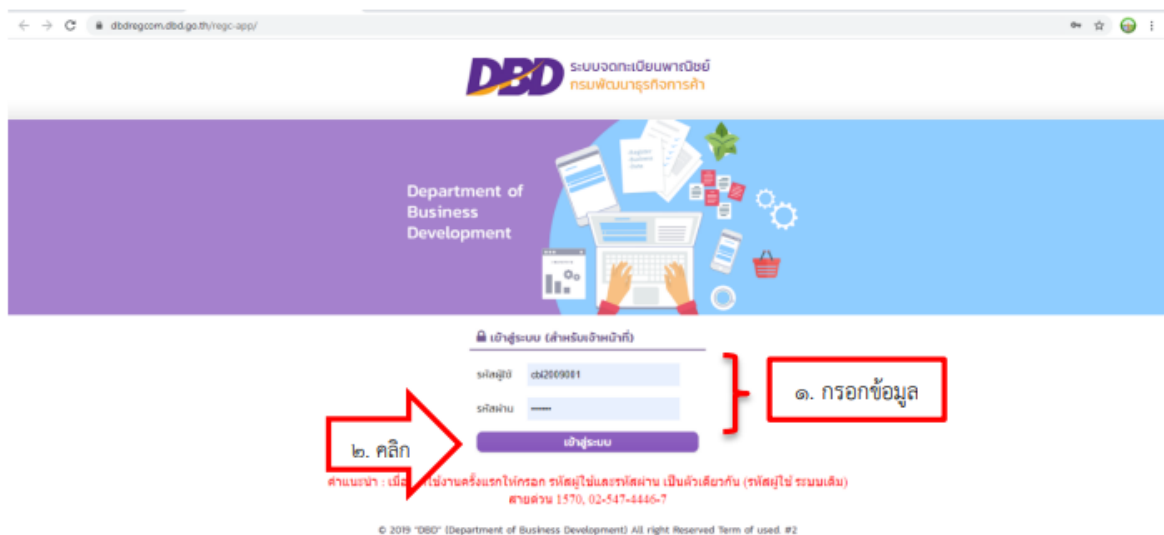 dbdregcom.dbd.go.th/regc-app/
DBD ระบบจดทะเบียนพาณิชย์
กรมพัฒนาธุรกิจการค้า
Department of
Business
Development
เข้าสู่ระบบ (สำหรับเจ้าหน้าที่)
รหัสผู้ใช้ cbl2009001
รหัสผ่าน
๑. กรอกข้อมูล
เข้าสู่ระบบ
๒. คลิก
คำแนะนำ : เมื่อ ใช้งานครั้งแรกให้กรอก รหัสผู้ใช้และรหัสผ่าน เป็นตัวเดียวกัน (รหัสผู้ใช้ ระบบเดิม)
สายด่วน 1570, 02-547-4446-7
© 2019 "DBD" (Department of Business Development) All right Reserved Term of used. #2